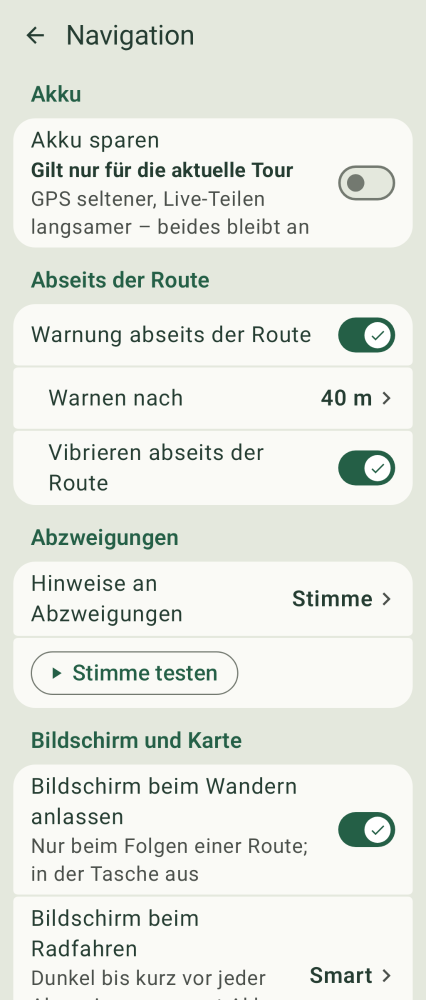 Navigation
Akku
Akku sparen
Gilt nur für die aktuelle Tour
GPS seltener, Live-Teilen
langsamer – beides bleibt an
Abseits der Route
Warnung abseits der Route
Warnen nach
40 m
Vibrieren abseits der
Route
Abzweigungen
Hinweise an
Abzweigungen
Stimme
Stimme testen
Bildschirm und Karte
Bildschirm beim Wandern
anlassen
Nur beim Folgen einer Route;
in der Tasche aus
Bildschirm beim
Radfahren
Dunkel bis kurz vor jeder
Smart